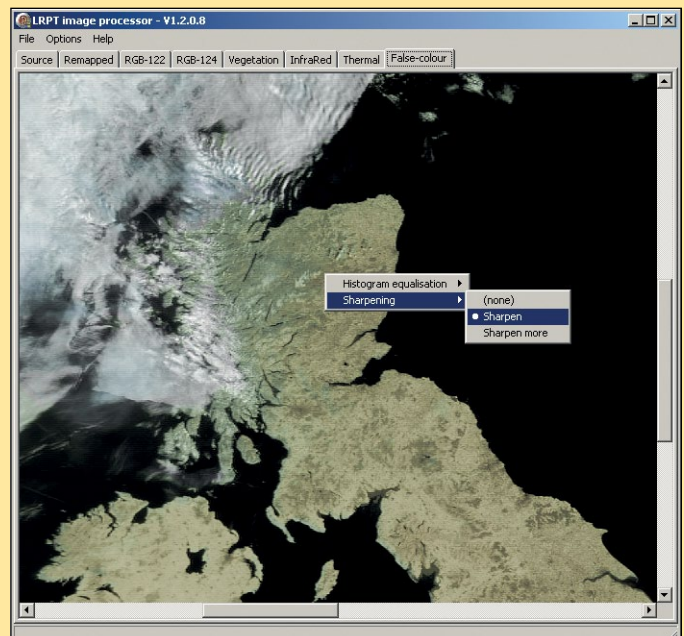 LRPT image processor - V1.2.0.8
File Options Help
Source Remapped RGB-122 RGB-124 Vegetation InfraRed Thermal False-colour
Histogram equalisation
Sharpening
(none)
Sharpen
Sharpen more